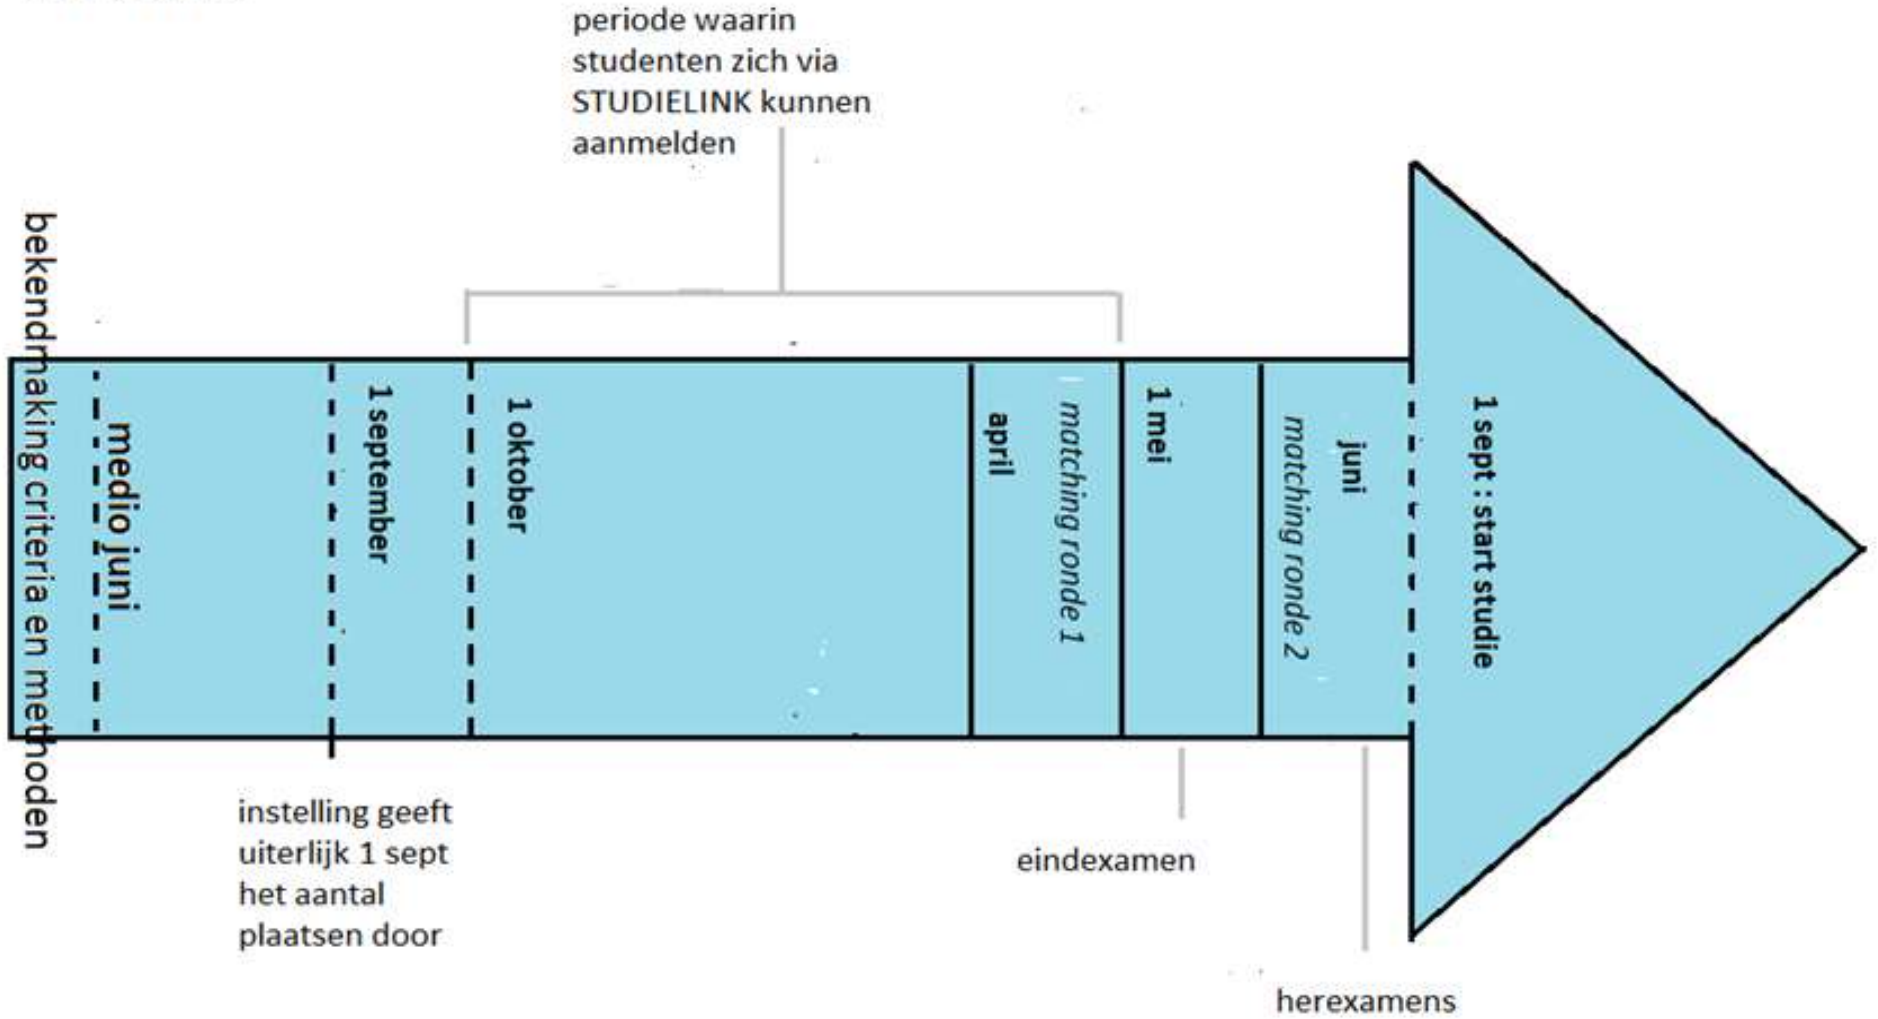 periode waarin
studenten zich via
STUDIELINK kunnen
aanmelden
bekendmaking criteria en methoden
medio juni
1 september
1 oktober
april
matching ronde 1
1 mei
matching ronde 2
juni
1 sept : start studie
instelling geeft
uiterlijk 1 sept
het aantal
plaatsen door
eindexamen
herexamens